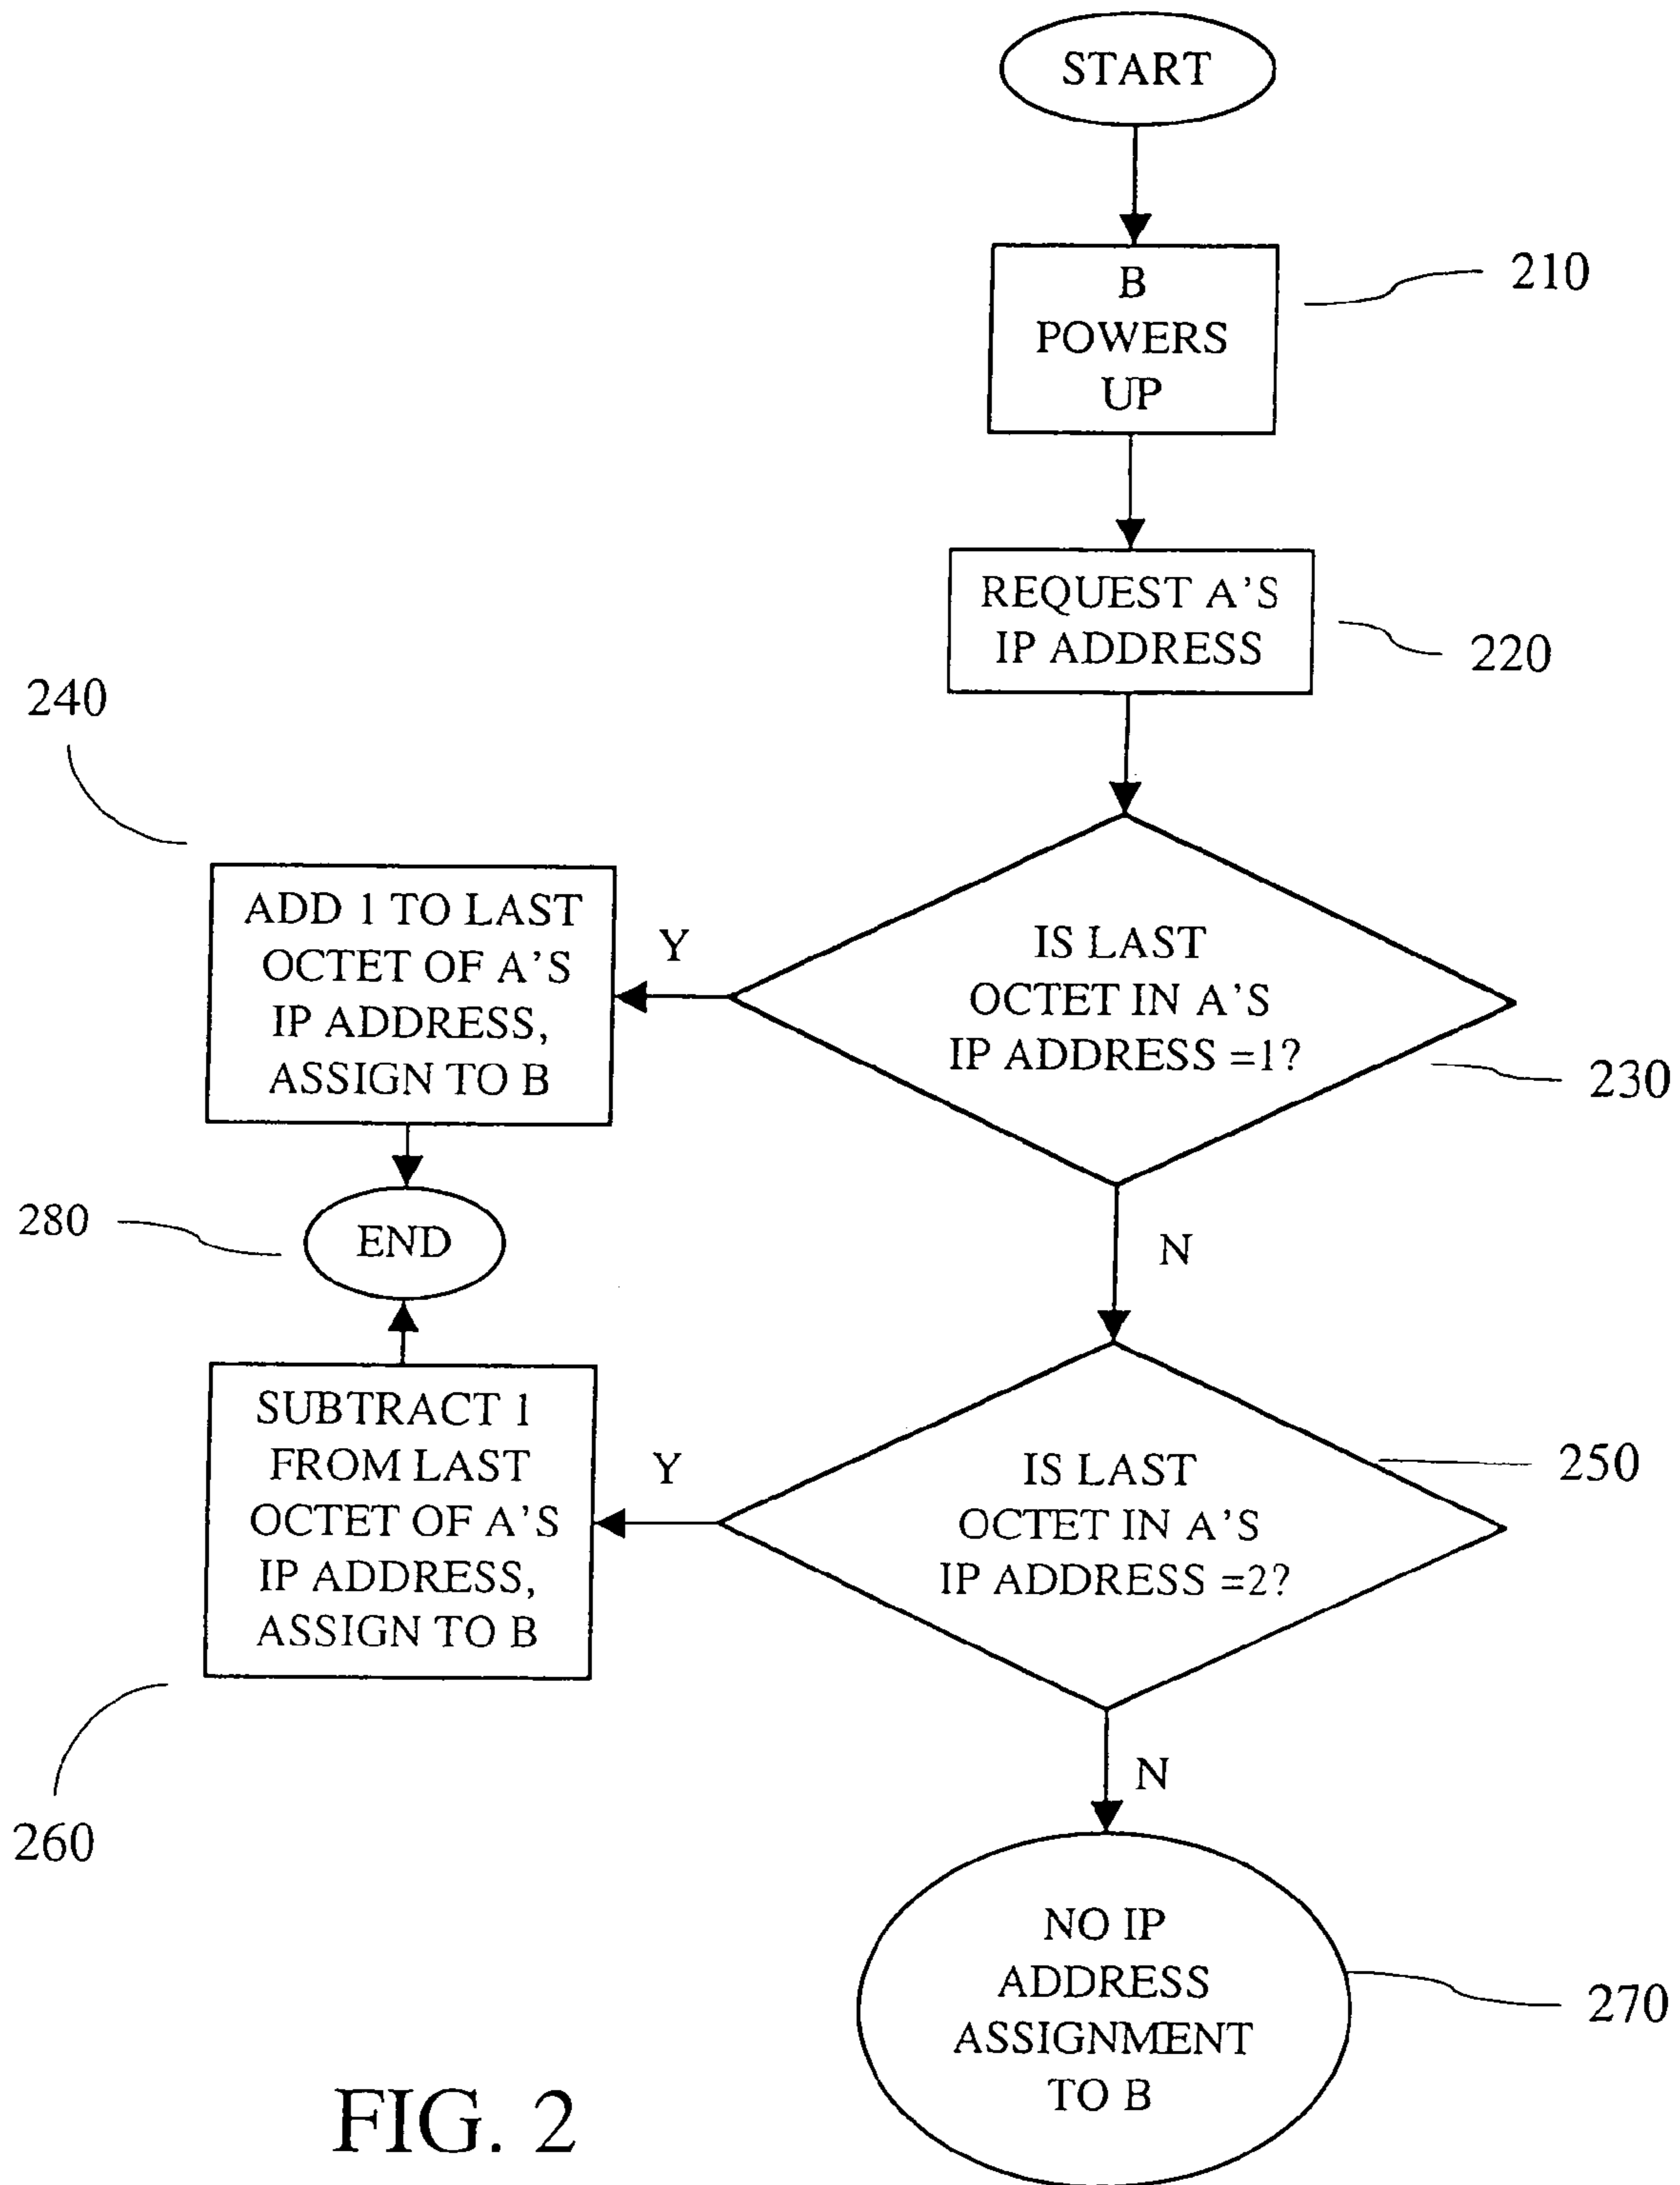 START
B
POWERS
UP
210
REQUEST A'S
IP ADDRESS
220
240
ADD 1 TO LAST
OCTET OF A'S
IP ADDRESS,
ASSIGN TO B
Y
IS LAST
OCTET IN A'S
IP ADDRESS =1?
230
280
END
N
SUBTRACT 1
FROM LAST
OCTET OF A'S
IP ADDRESS,
ASSIGN TO B
Y
IS LAST
OCTET IN A'S
IP ADDRESS =2?
250
260
N
NO IP
ADDRESS
ASSIGNMENT
TO B
270
FIG. 2